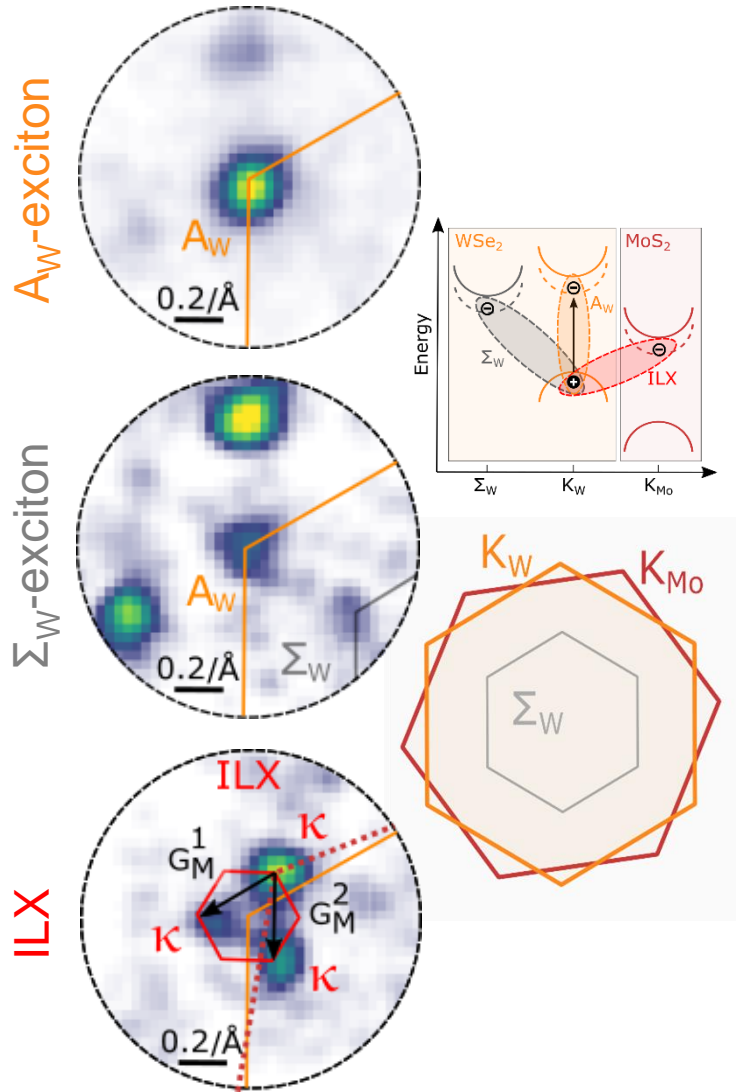 A_W-exciton
A_W
0.2/Å
Σ_W-exciton
A_W
0.2/Å
Σ_W
ILX
ILX
κ
G_M^1
G_M^2
κ
κ
0.2/Å
Energy
WSe₂
MoS₂
A_W
Σ_W
ILX
Σ_W
K_W
K_Mo
K_W
K_Mo
Σ_W